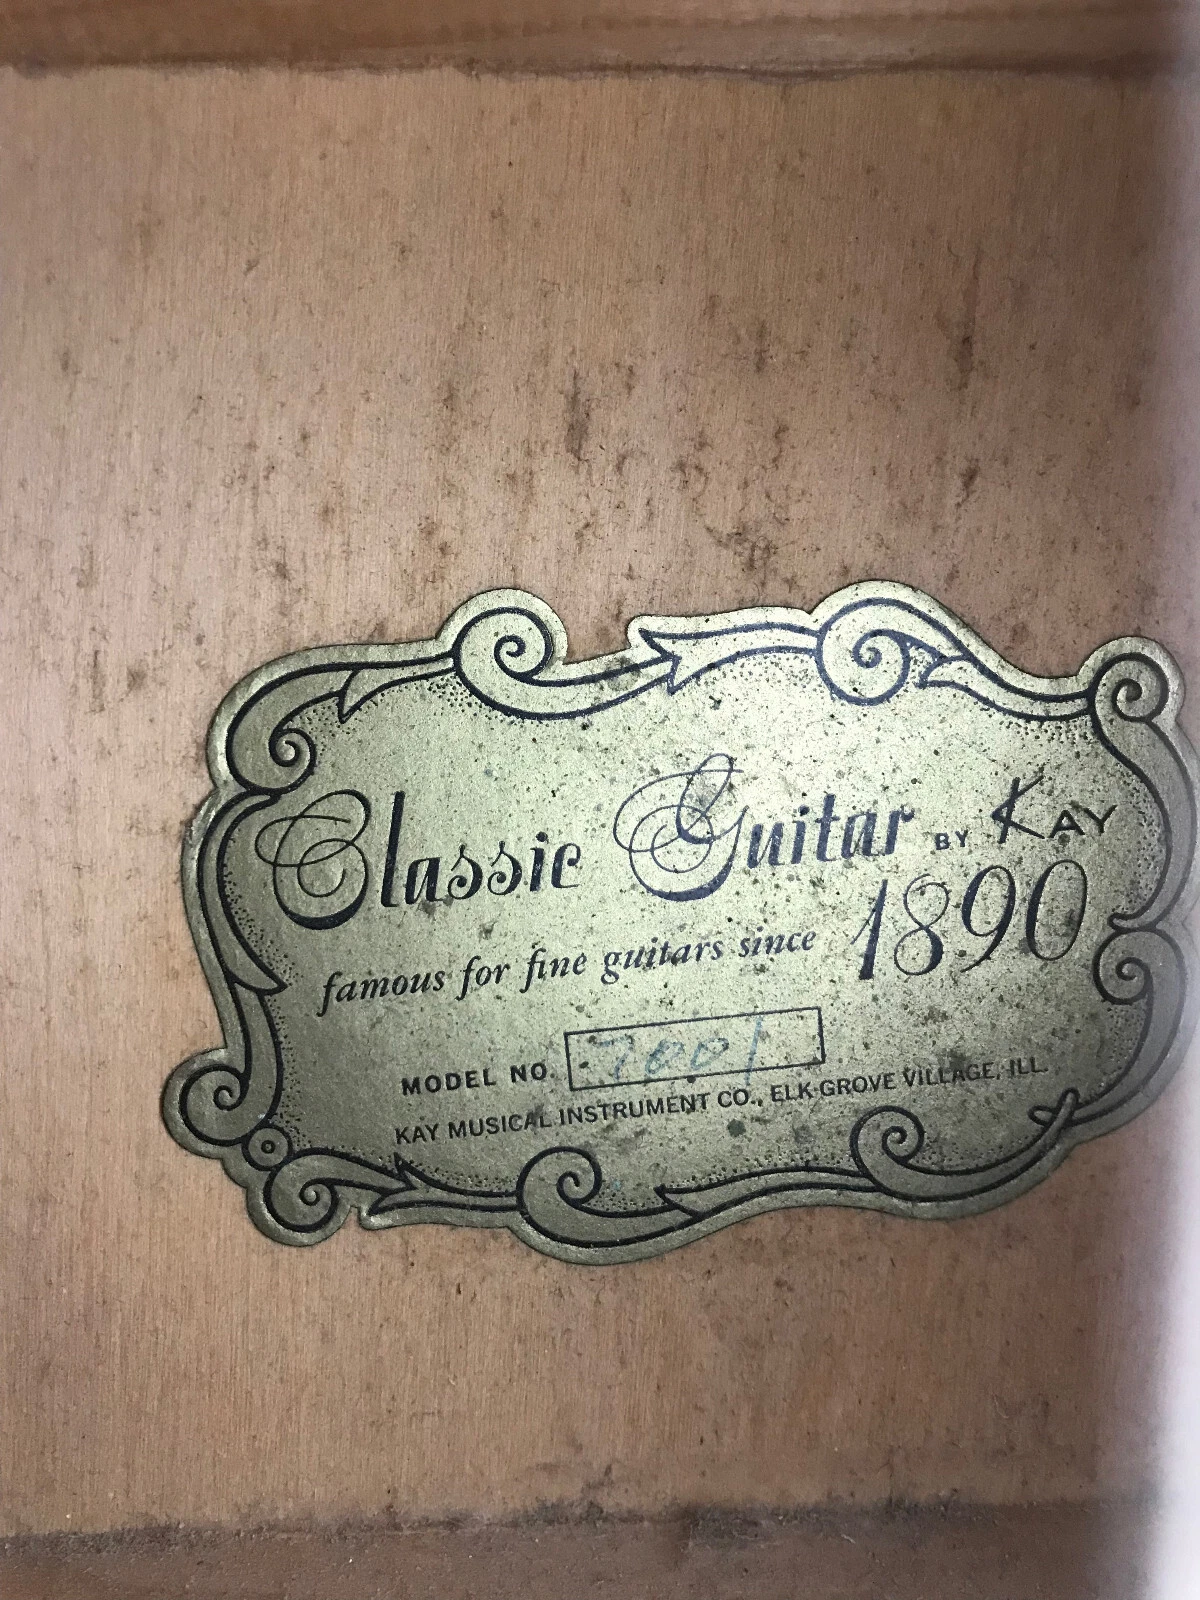 Classic Guitar BY KAY
famous for fine guitars since 1890
MODEL NO. 7001
KAY MUSICAL INSTRUMENT CO., ELK GROVE VILLAGE, ILL.